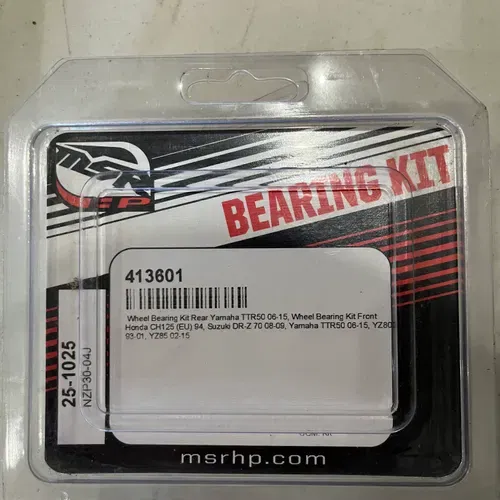 MSR
HP
BEARING KIT
413601
Wheel Bearing Kit Rear Yamaha TTR50 06-15, Wheel Bearing Kit Front
Honda CH125 (EU) 94, Suzuki DR-Z 70 08-09, Yamaha TTR50 06-15, YZ80
93-01, YZ85 02-15
25-1025
NZP30-04J
msrhp.com